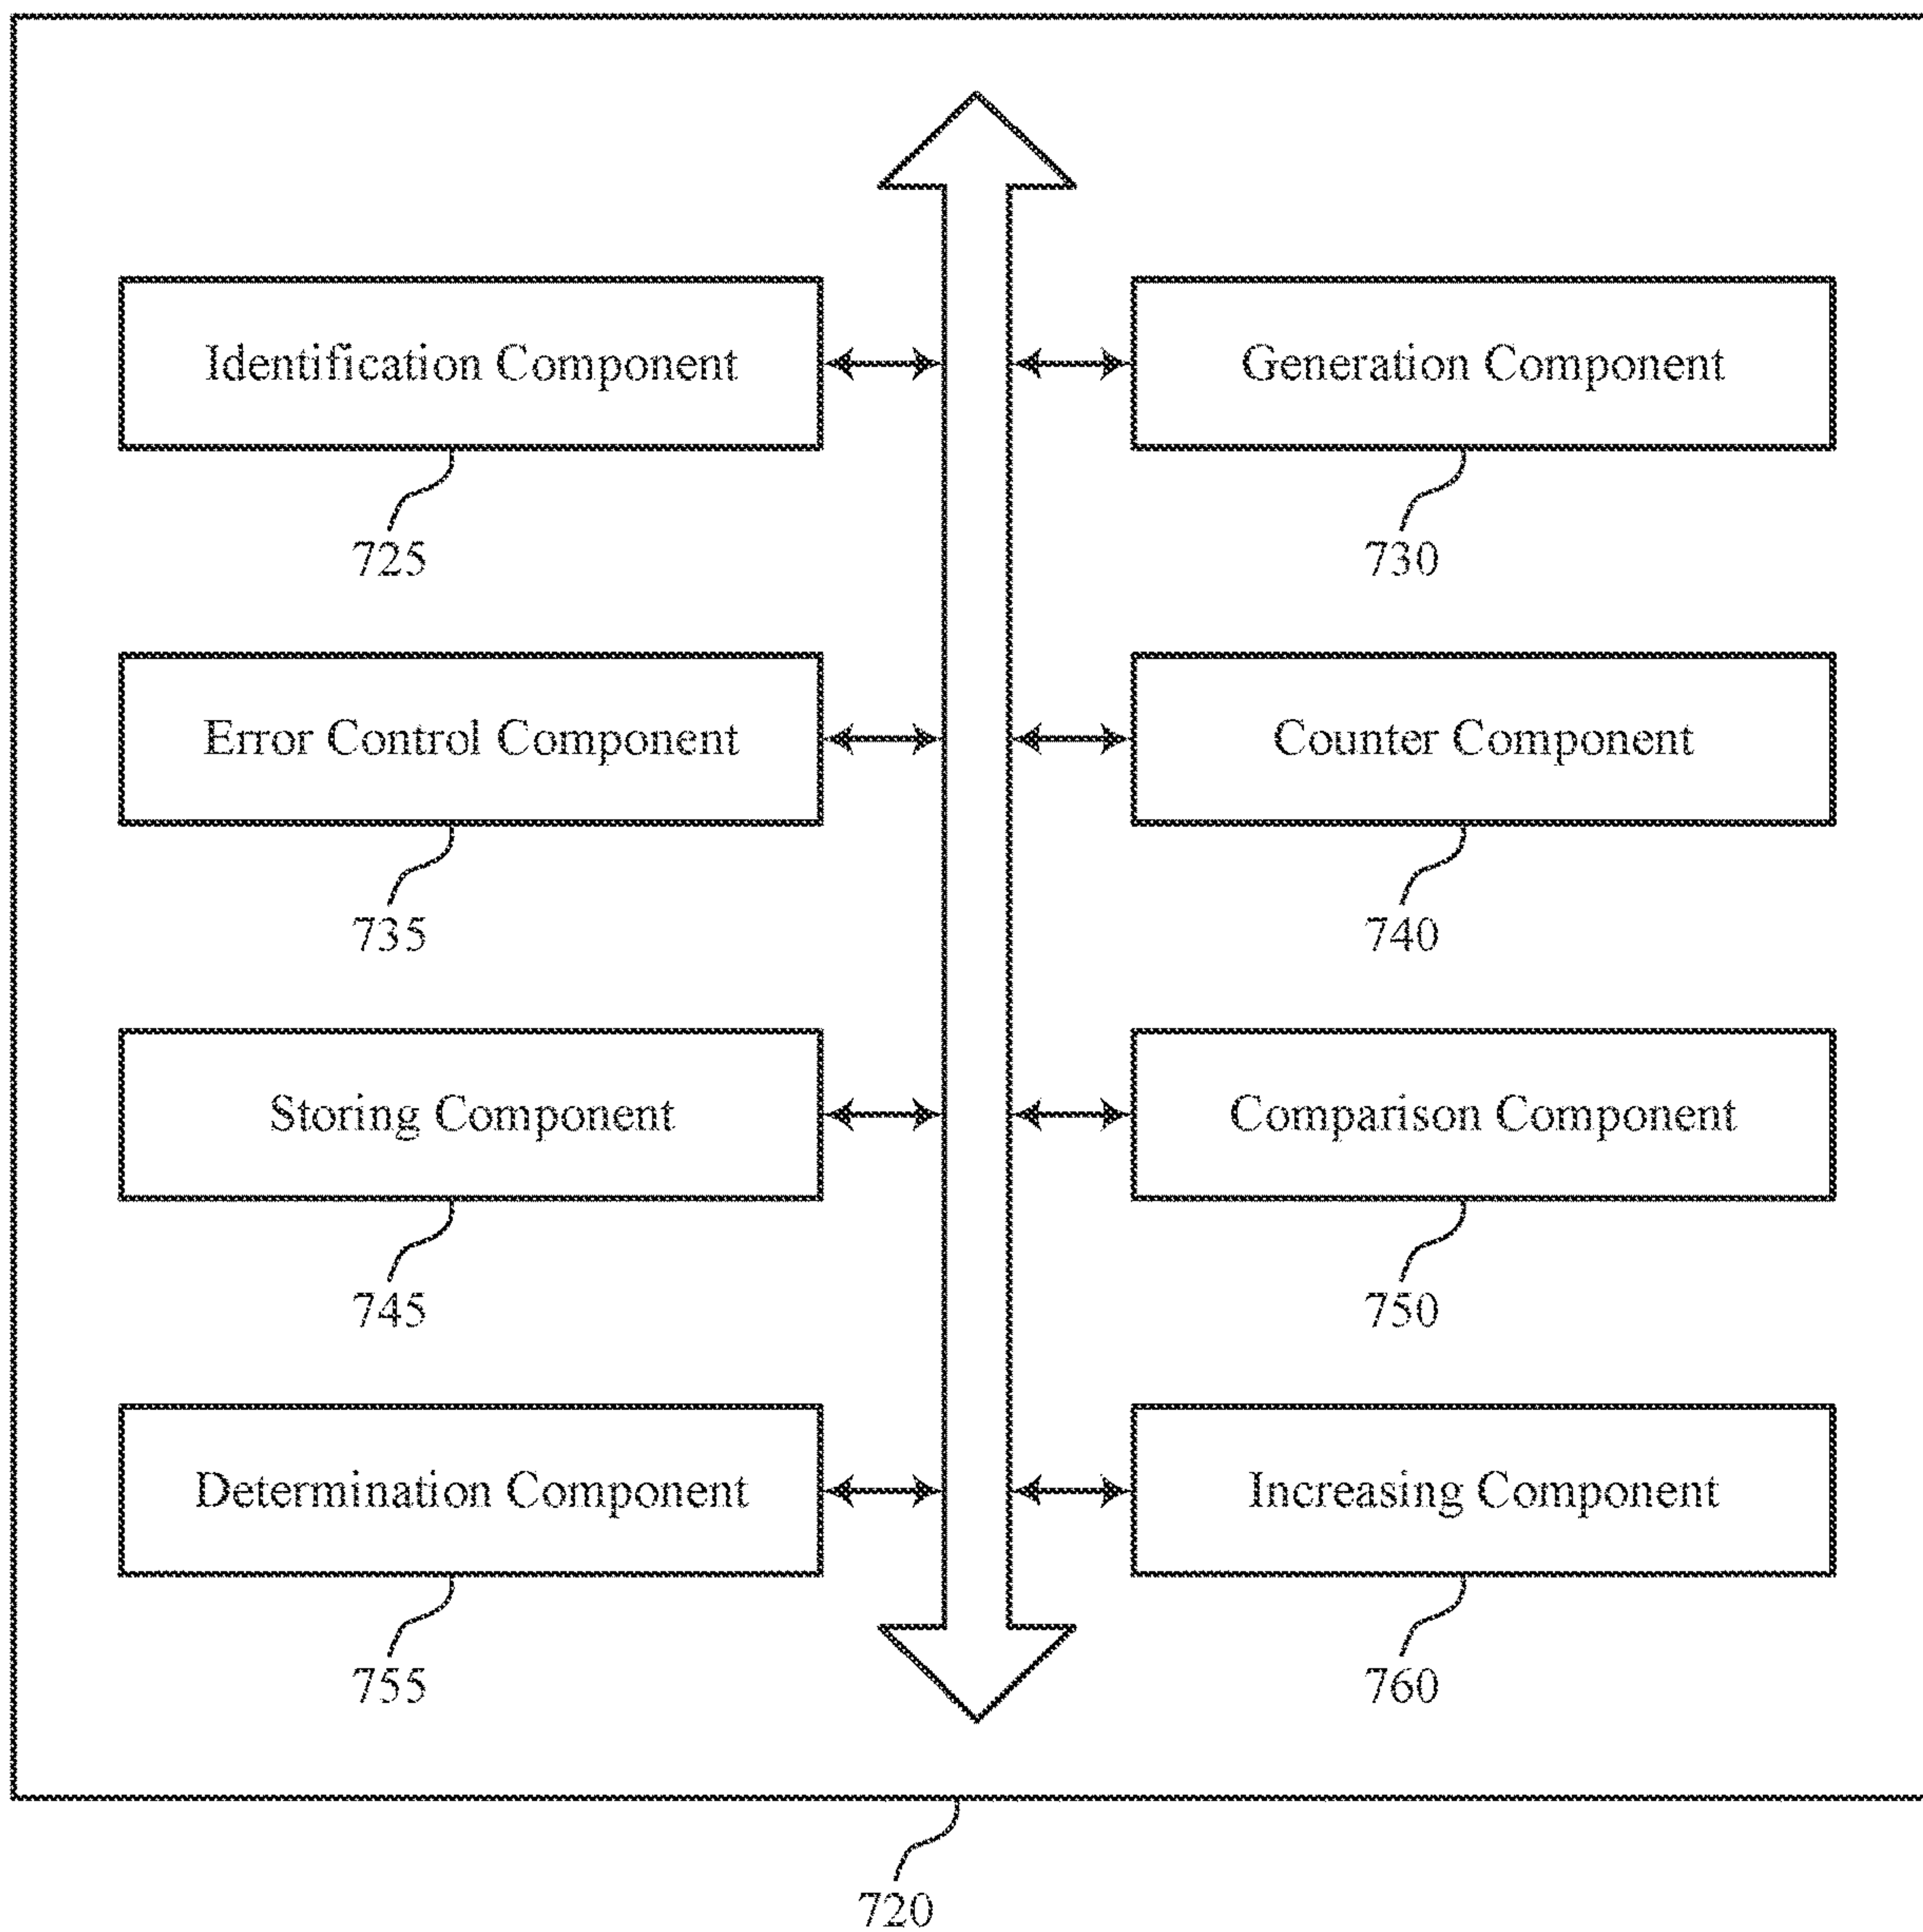 Identification Component
Generation Component
725
730
Error Control Component
Counter Component
735
740
Storing Component
Comparison Component
745
750
Determination Component
Increasing Component
755
760
720